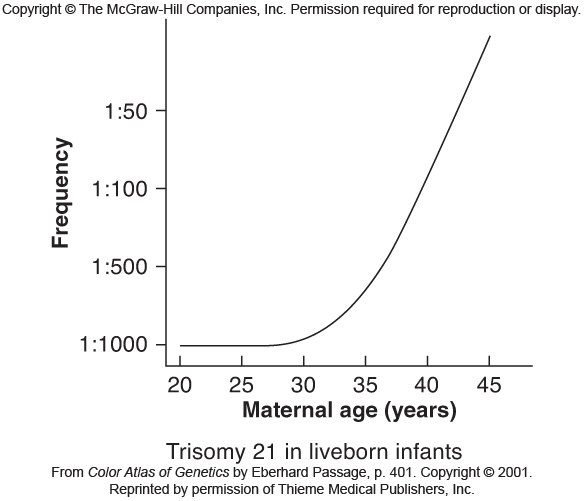 Copyright © The McGraw-Hill Companies, Inc. Permission required for reproduction or display.
Frequency
1:50
1:100
1:500
1:1000
20 25 30 35 40 45
Maternal age (years)
Trisomy 21 in liveborn infants
From Color Atlas of Genetics by Eberhard Passage, p. 401. Copyright © 2001.
Reprinted by permission of Thieme Medical Publishers, Inc.